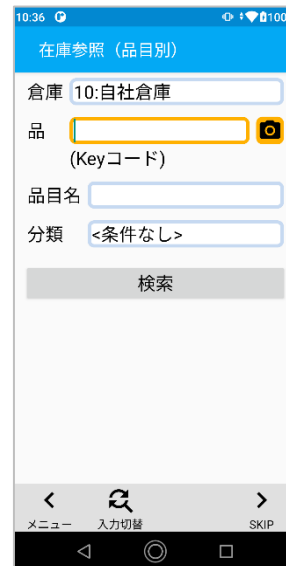 10:36 100
在庫参照（品目別）
倉庫 10:自社倉庫
品
(Keyコード)
品目名
分類 <条件なし>
検索
メニュー 入力切替 SKIP